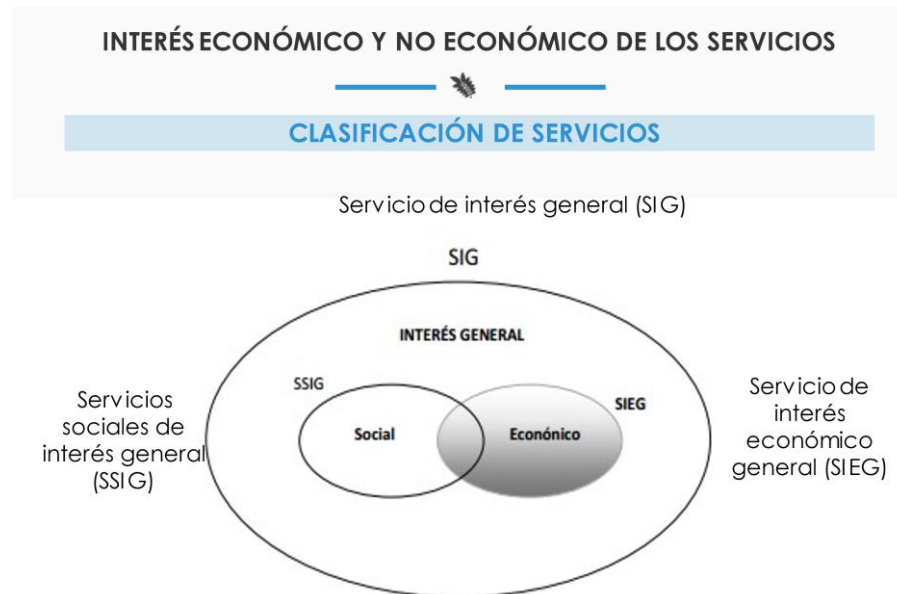 INTERÉS ECONÓMICO Y NO ECONÓMICO DE LOS SERVICIOS
CLASIFICACIÓN DE SERVICIOS
Servicio de interés general (SIG)
SIG
INTERÉS GENERAL
SSIG
SIEG
Social
Económico
Servicios
sociales de
interés general
(SSIG)
Servicio de
interés
económico
general (SIEG)